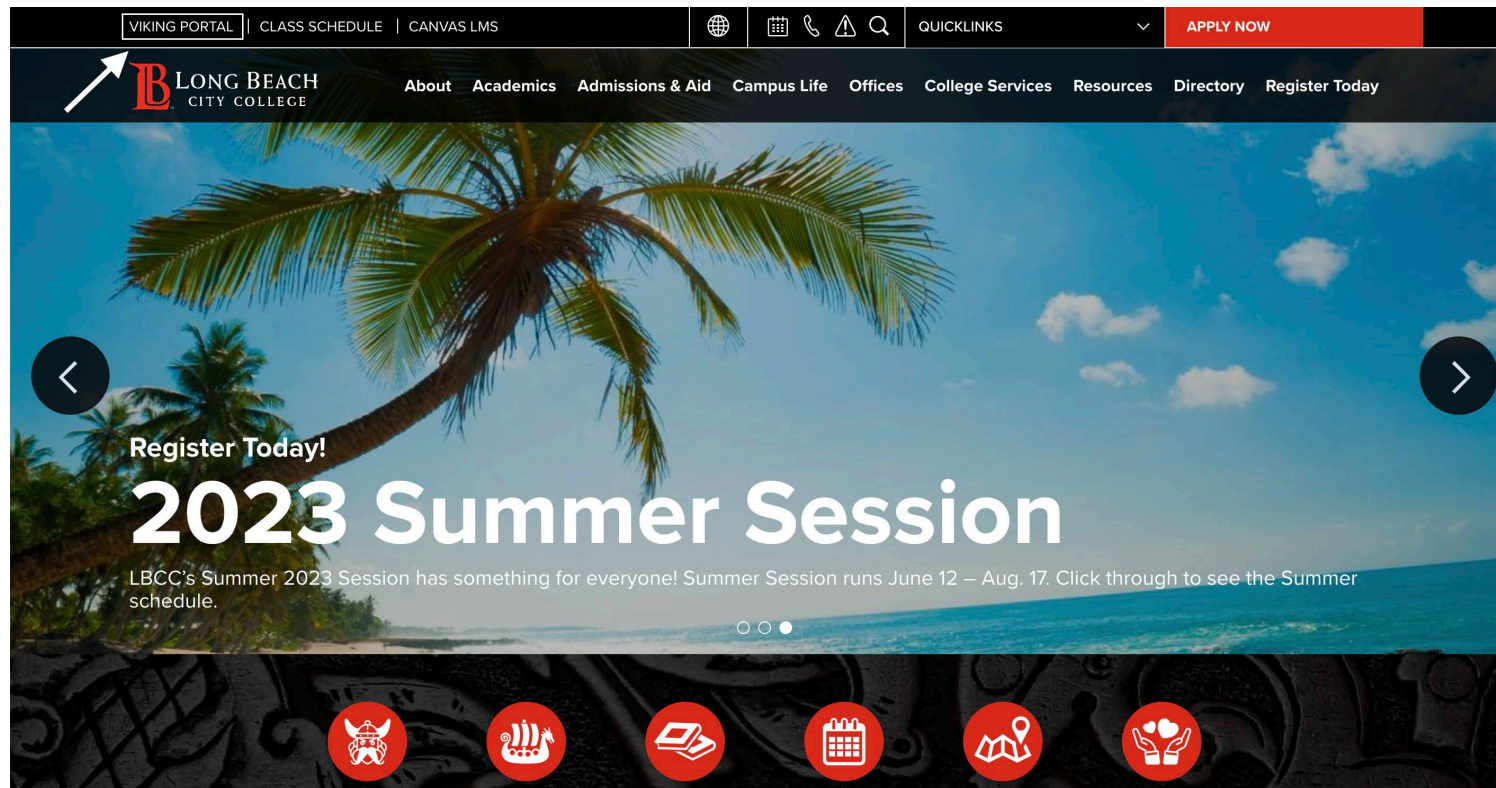 VIKING PORTAL | CLASS SCHEDULE | CANVAS LMS
QUICKLINKS
APPLY NOW
LB LONG BEACH
CITY COLLEGE
About Academics Admissions & Aid Campus Life Offices College Services Resources Directory Register Today
Register Today!
2023 Summer Session
LBCC's Summer 2023 Session has something for everyone! Summer Session runs June 12 – Aug. 17. Click through to see the Summer
schedule.